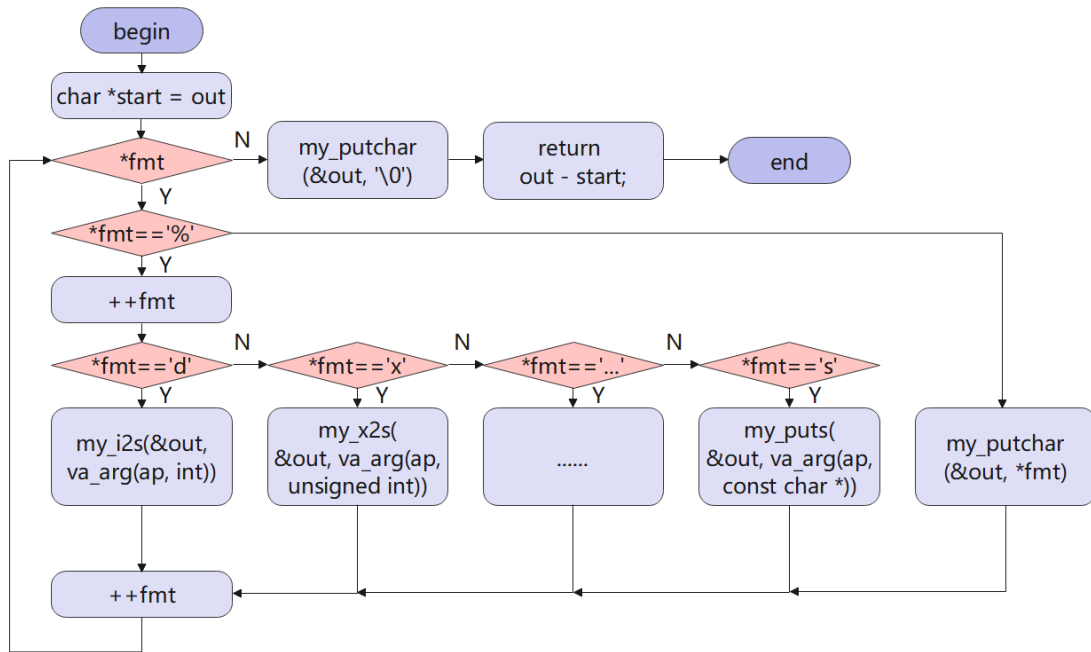 begin
char *start = out
*fmt
N
my_putchar
(&out, '\0')
return
out - start;
end
Y
*fmt=='%'
Y
++fmt
*fmt=='d'
N
*fmt=='x'
N
*fmt=='...'
N
*fmt=='s'
Y
Y
Y
Y
my_i2s(&out,
va_arg(ap, int))
my_x2s(
&out, va_arg(ap,
unsigned int))
......
my_puts(
&out, va_arg(ap,
const char *))
my_putchar
(&out, *fmt)
++fmt